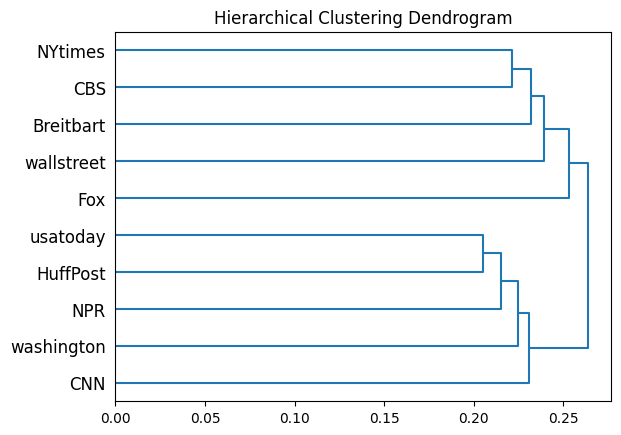 Hierarchical Clustering Dendrogram
NYtimes
CBS
Breitbart
wallstreet
Fox
usatoday
HuffPost
NPR
washington
CNN
0.00 0.05 0.10 0.15 0.20 0.25